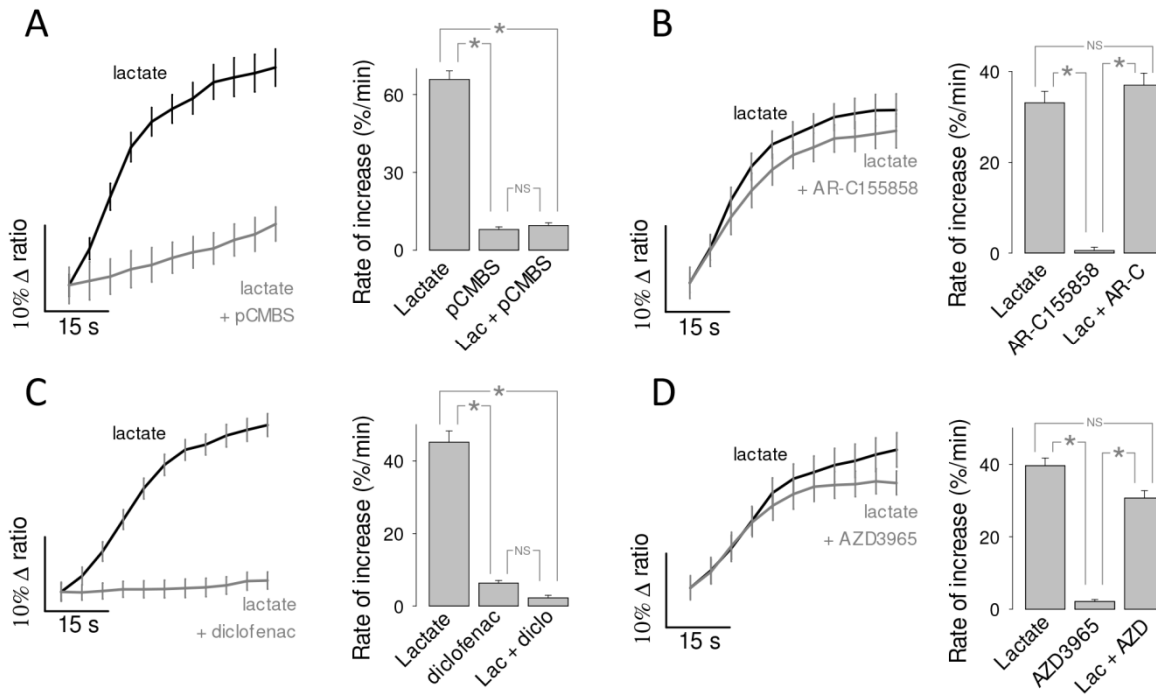 A
lactate
lactate
+ pCMBS
10% Δ ratio
15 s
Rate of increase (%/min)
60
30
0
*
*
NS
Lactate
pCMBS
Lac + pCMBS
B
lactate
lactate
+ AR-C155858
10% Δ ratio
15 s
Rate of increase (%/min)
40
20
0
NS
*
*
Lactate
AR-C155858
Lac + AR-C
C
lactate
lactate
+ diclofenac
10% Δ ratio
15 s
Rate of increase (%/min)
40
20
0
*
*
NS
Lactate
diclofenac
Lac + diclo
D
lactate
lactate
+ AZD3965
10% Δ ratio
15 s
Rate of increase (%/min)
40
20
0
NS
*
*
Lactate
AZD3965
Lac + AZD